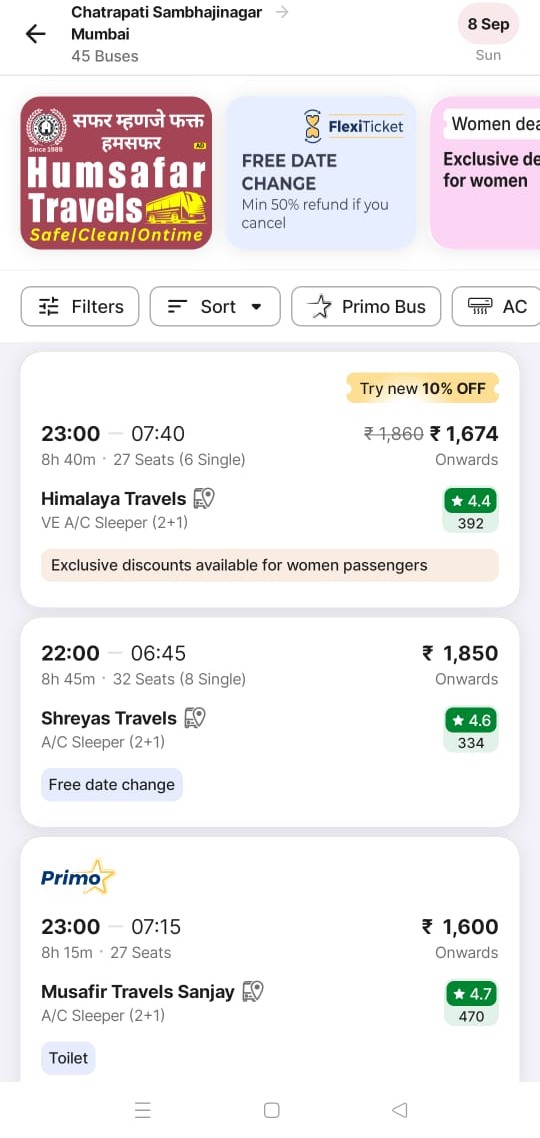 Chatrapati Sambhajinagar →
Mumbai
45 Buses
8 Sep
Sun
Since 1989
सफर म्हणजे फक्त
हमसफर
AD
Humsafar
Travels
Safe|Clean|Ontime
FlexiTicket
FREE DATE
CHANGE
Min 50% refund if you
cancel
Women dea
Exclusive de
for women
Filters
Sort
Primo Bus
AC
Try new 10% OFF
23:00 — 07:40
₹ 1,860 ₹ 1,674
8h 40m · 27 Seats (6 Single)
Onwards
Himalaya Travels
★ 4.4
VE A/C Sleeper (2+1)
392
Exclusive discounts available for women passengers
22:00 — 06:45
₹ 1,850
8h 45m · 32 Seats (8 Single)
Onwards
Shreyas Travels
★ 4.6
A/C Sleeper (2+1)
334
Free date change
Primo
23:00 — 07:15
₹ 1,600
8h 15m · 27 Seats
Onwards
Musafir Travels Sanjay
★ 4.7
A/C Sleeper (2+1)
470
Toilet